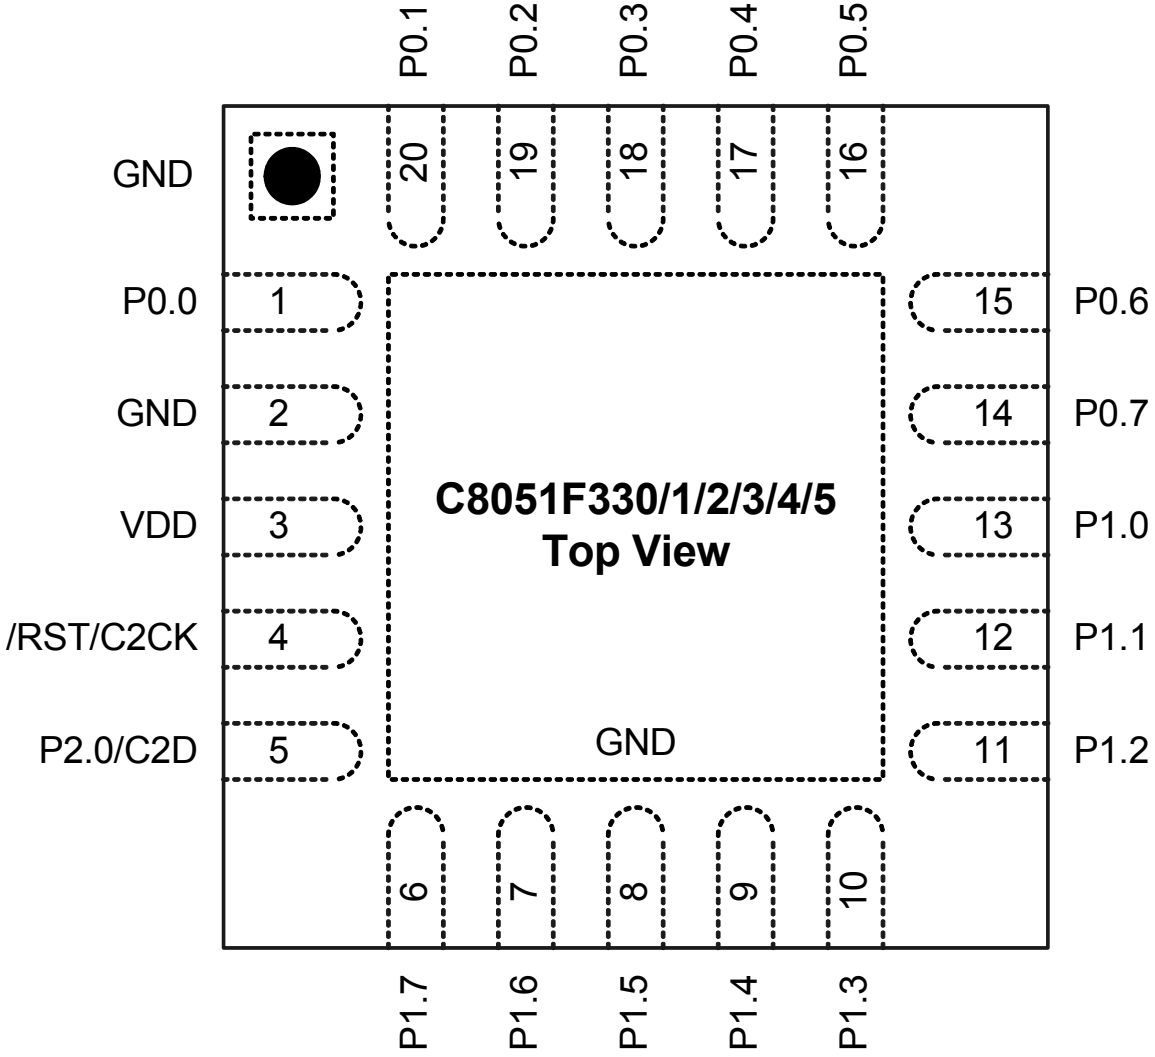 P0.1
P0.2
P0.3
P0.4
P0.5
20
19
18
17
16
GND
P0.0
1
15
P0.6
GND
2
14
P0.7
C8051F330/1/2/3/4/5
Top View
VDD
3
13
P1.0
/RST/C2CK
4
12
P1.1
P2.0/C2D
5
GND
11
P1.2
6
7
8
9
10
P1.7
P1.6
P1.5
P1.4
P1.3